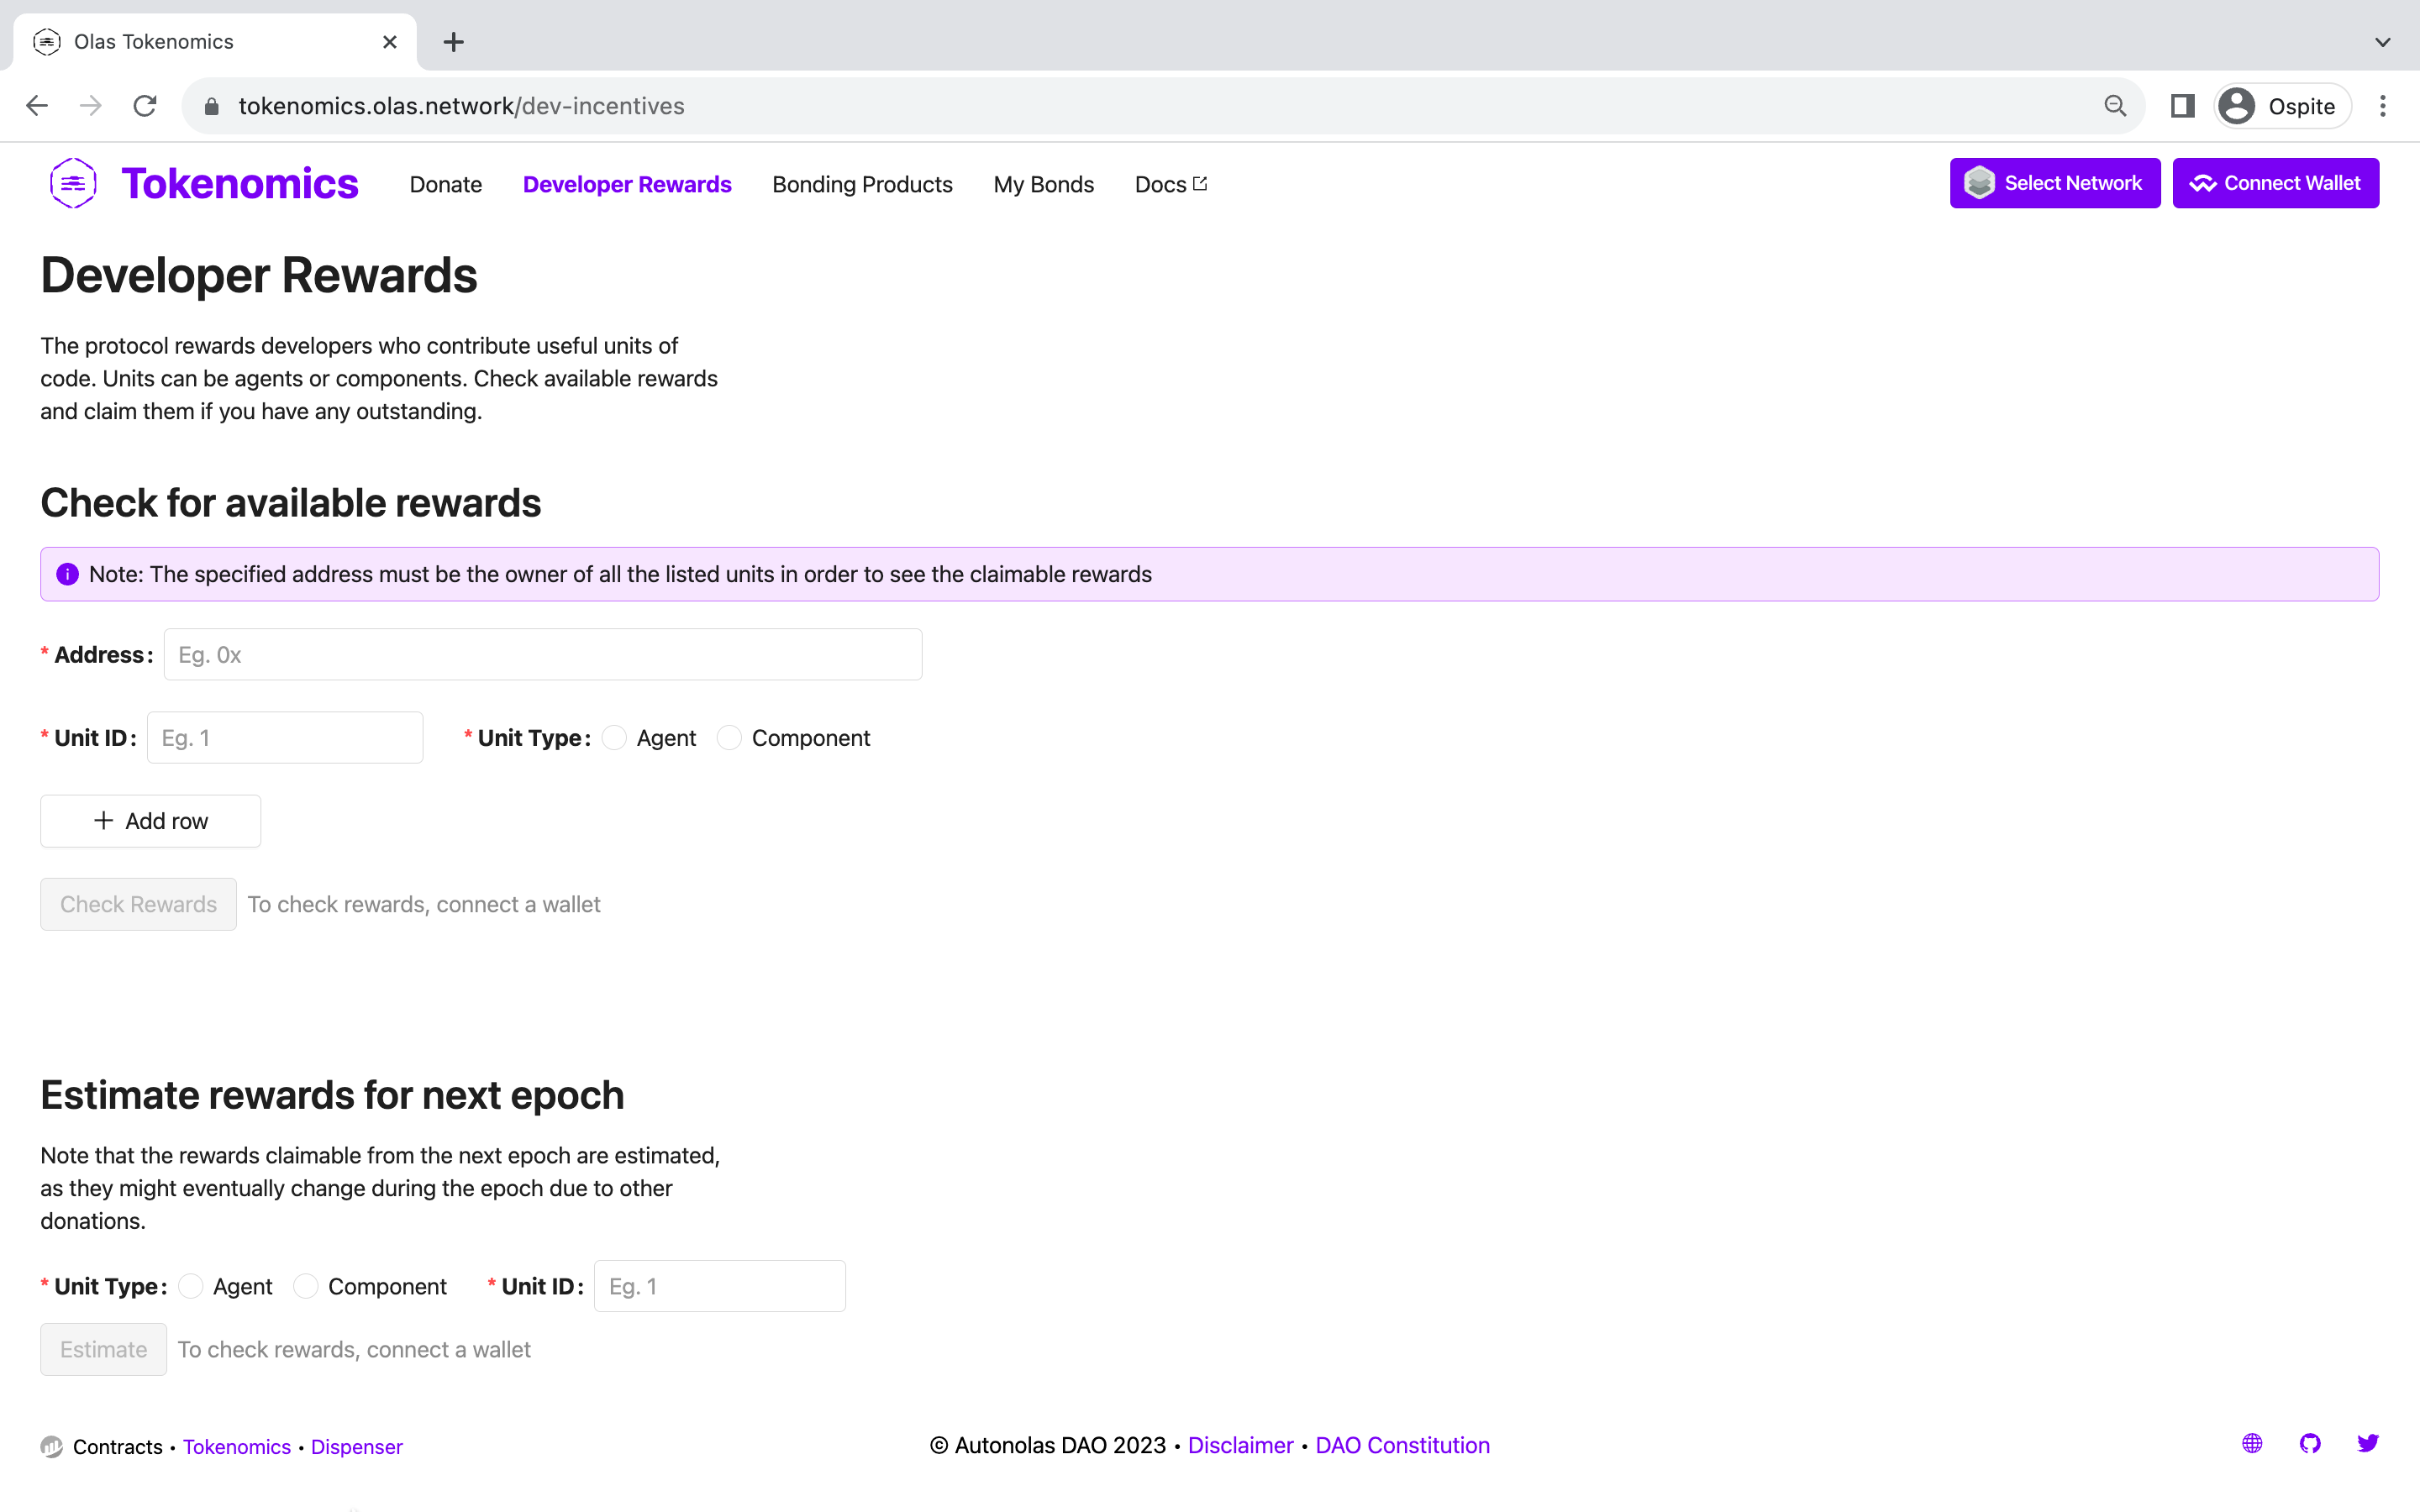 Olas Tokenomics
tokenomics.olas.network/dev-incentives
Ospite
Tokenomics
Donate
Developer Rewards
Bonding Products
My Bonds
Docs
Select Network
Connect Wallet
Developer Rewards
The protocol rewards developers who contribute useful units of
code. Units can be agents or components. Check available rewards
and claim them if you have any outstanding.
Check for available rewards
Note: The specified address must be the owner of all the listed units in order to see the claimable rewards
* Address: Eg. 0x
* Unit ID: Eg. 1 * Unit Type: Agent Component
+ Add row
Check Rewards To check rewards, connect a wallet
Estimate rewards for next epoch
Note that the rewards claimable from the next epoch are estimated,
as they might eventually change during the epoch due to other
donations.
* Unit Type: Agent Component * Unit ID: Eg. 1
Estimate To check rewards, connect a wallet
Contracts • Tokenomics • Dispenser
© Autonolas DAO 2023 • Disclaimer • DAO Constitution